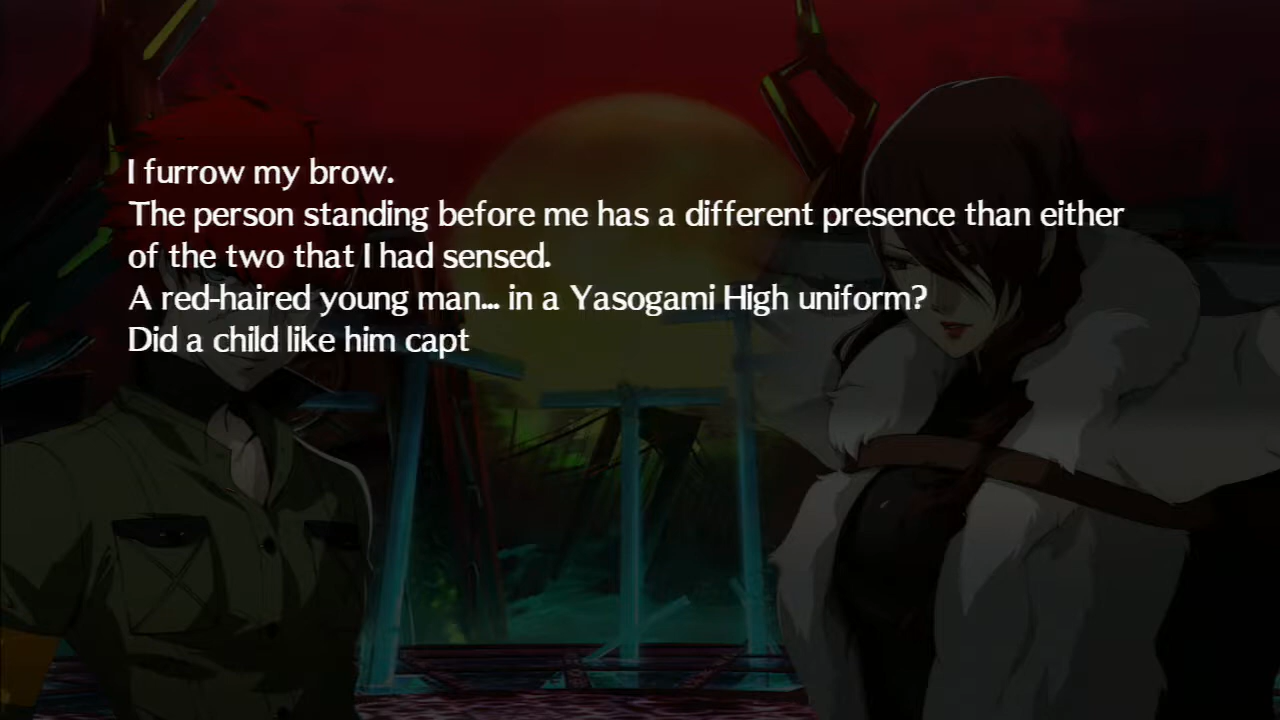 I furrow my brow.
The person standing before me has a different presence than either
of the two that I had sensed.
A red-haired young man... in a Yasogami High uniform?
Did a child like him capt